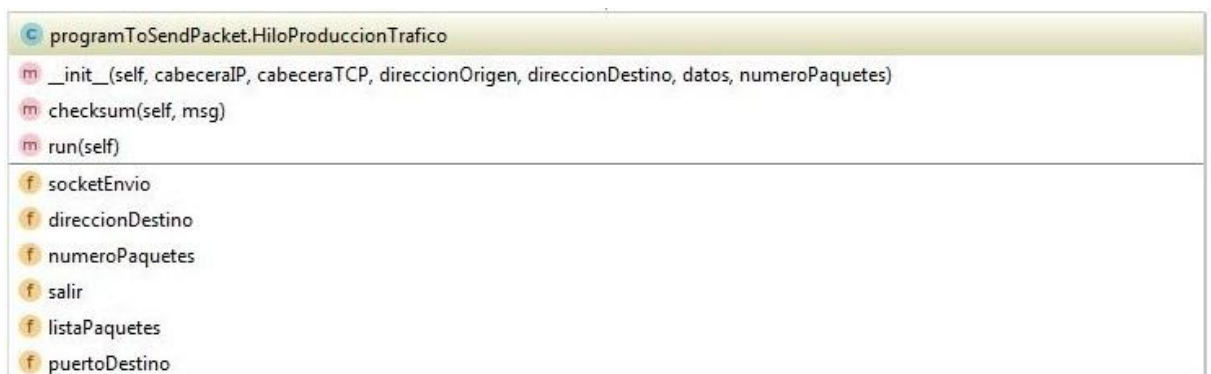 C programToSendPacket.HiloProduccionTrafico
m __init__(self, cabeceraIP, cabeceraTCP, direccionOrigen, direccionDestino, datos, numeroPaquetes)
m checksum(self, msg)
m run(self)
f socketEnvio
f direccionDestino
f numeroPaquetes
f salir
f listaPaquetes
f puertoDestino